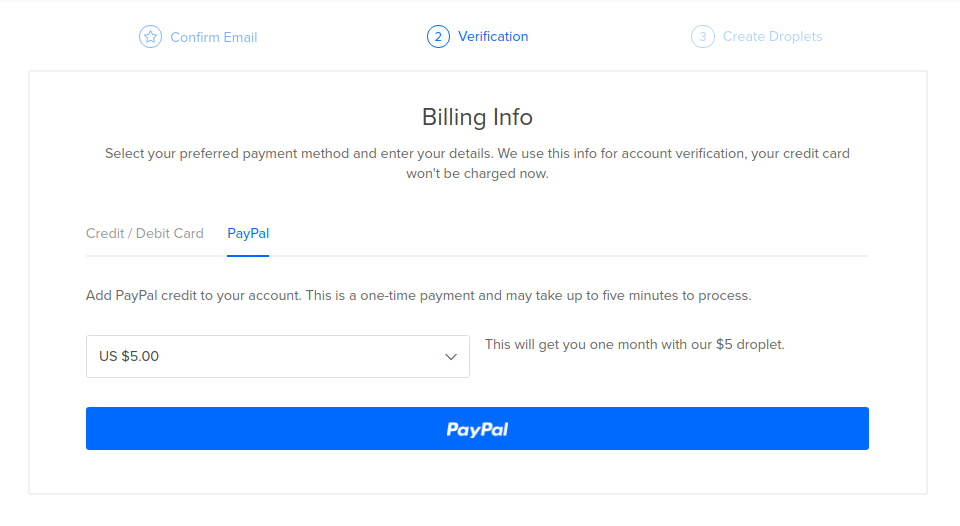 Confirm Email
2 Verification
3 Create Droplets
Billing Info
Select your preferred payment method and enter your details. We use this info for account verification, your credit card
won't be charged now.
Credit / Debit Card PayPal
Add PayPal credit to your account. This is a one-time payment and may take up to five minutes to process.
US $5.00
This will get you one month with our $5 droplet.
PayPal